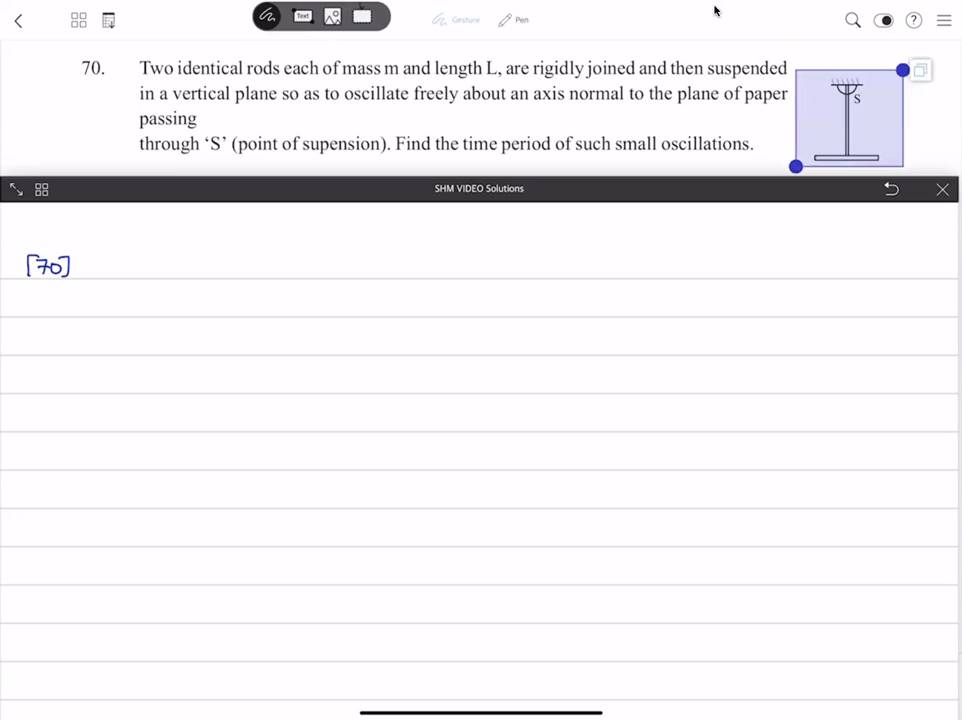 Text
Gesture
Pen
70. Two identical rods each of mass m and length L, are rigidly joined and then suspended
in a vertical plane so as to oscillate freely about an axis normal to the plane of paper
passing
through ‘S’ (point of supension). Find the time period of such small oscillations.
S
SHM VIDEO Solutions
[70]